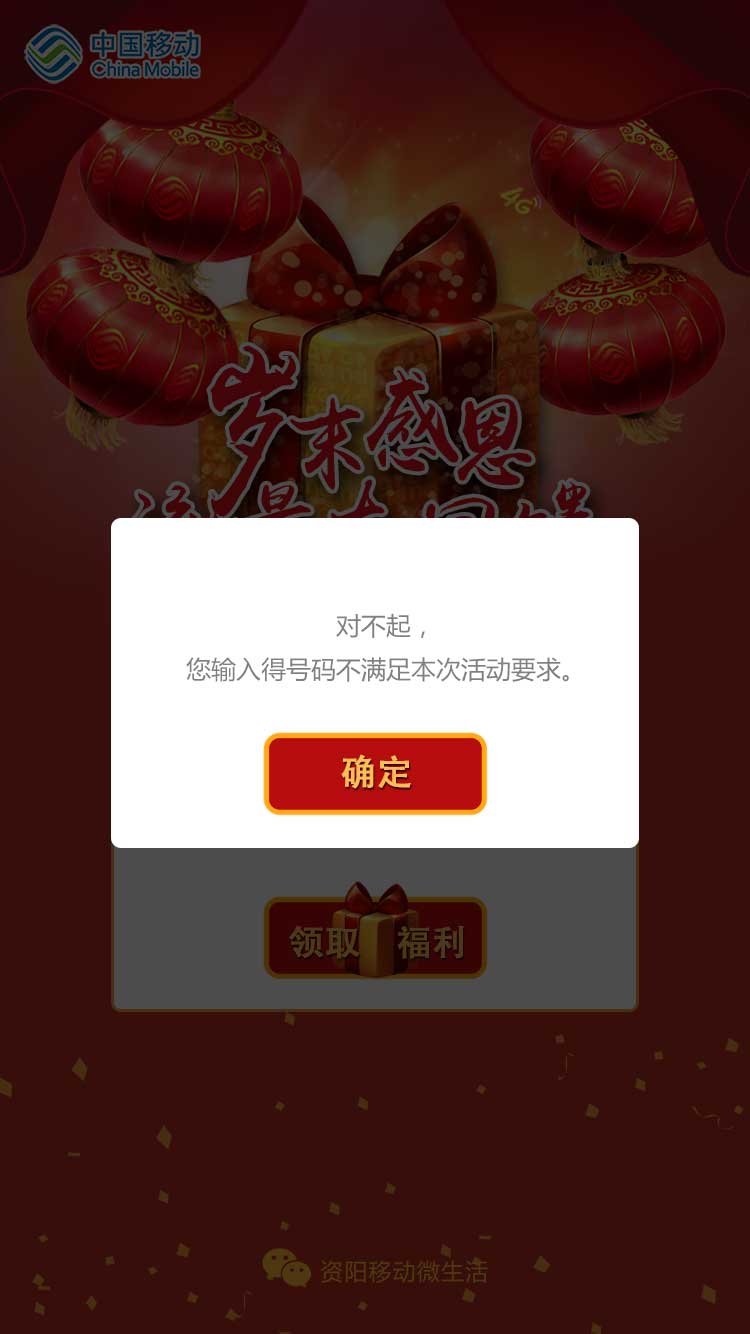 中国移动
China Mobile
4G
岁末感恩
对不起，
您输入得号码不满足本次活动要求。
确定
领取 福利
资阳移动微生活